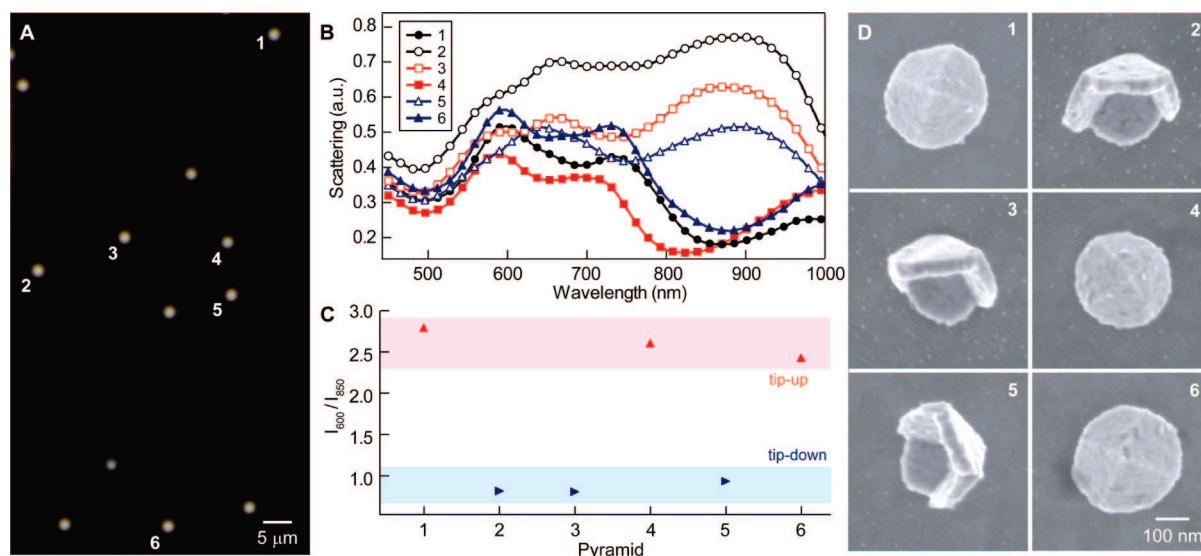 A
1
2
3
4
5
6
5 μm
B
1
2
3
4
5
6
Scattering (a.u.)
0.8
0.7
0.6
0.5
0.4
0.3
0.2
500 600 700 800 900 1000
Wavelength (nm)
C
I600 / I850
3.0
2.5
2.0
1.5
1.0
tip-up
tip-down
1 2 3 4 5 6
Pyramid
D
1
2
3
4
5
6
100 nm